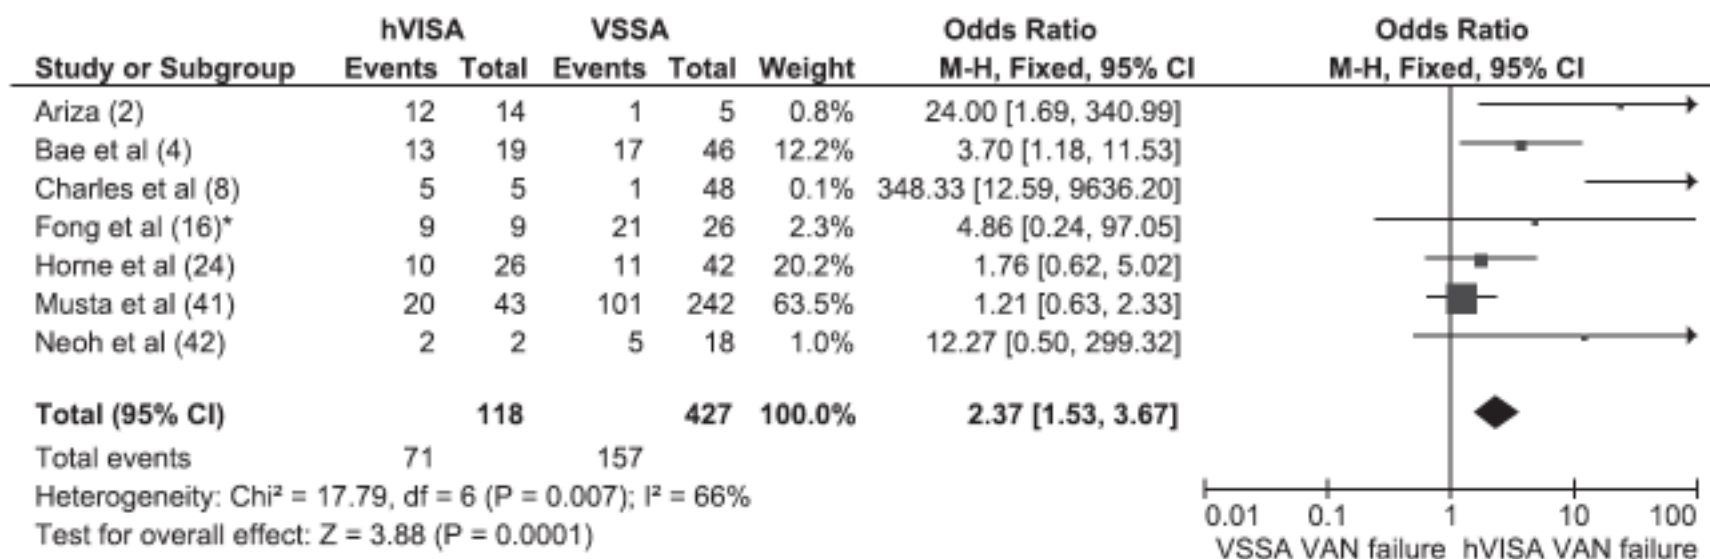 hVISA VSSA Odds Ratio Odds Ratio
Study or Subgroup Events Total Events Total Weight M-H, Fixed, 95% CI M-H, Fixed, 95% CI
Ariza (2) 12 14 1 5 0.8% 24.00 [1.69, 340.99]
Bae et al (4) 13 19 17 46 12.2% 3.70 [1.18, 11.53]
Charles et al (8) 5 5 1 48 0.1% 348.33 [12.59, 9636.20]
Fong et al (16)* 9 9 21 26 2.3% 4.86 [0.24, 97.05]
Horne et al (24) 10 26 11 42 20.2% 1.76 [0.62, 5.02]
Musta et al (41) 20 43 101 242 63.5% 1.21 [0.63, 2.33]
Neoh et al (42) 2 2 5 18 1.0% 12.27 [0.50, 299.32]
Total (95% CI) 118 427 100.0% 2.37 [1.53, 3.67]
Total events 71 157
Heterogeneity: Chi² = 17.79, df = 6 (P = 0.007); I² = 66%
Test for overall effect: Z = 3.88 (P = 0.0001)
0.01 0.1 1 10 100
VSSA VAN failure hVISA VAN failure